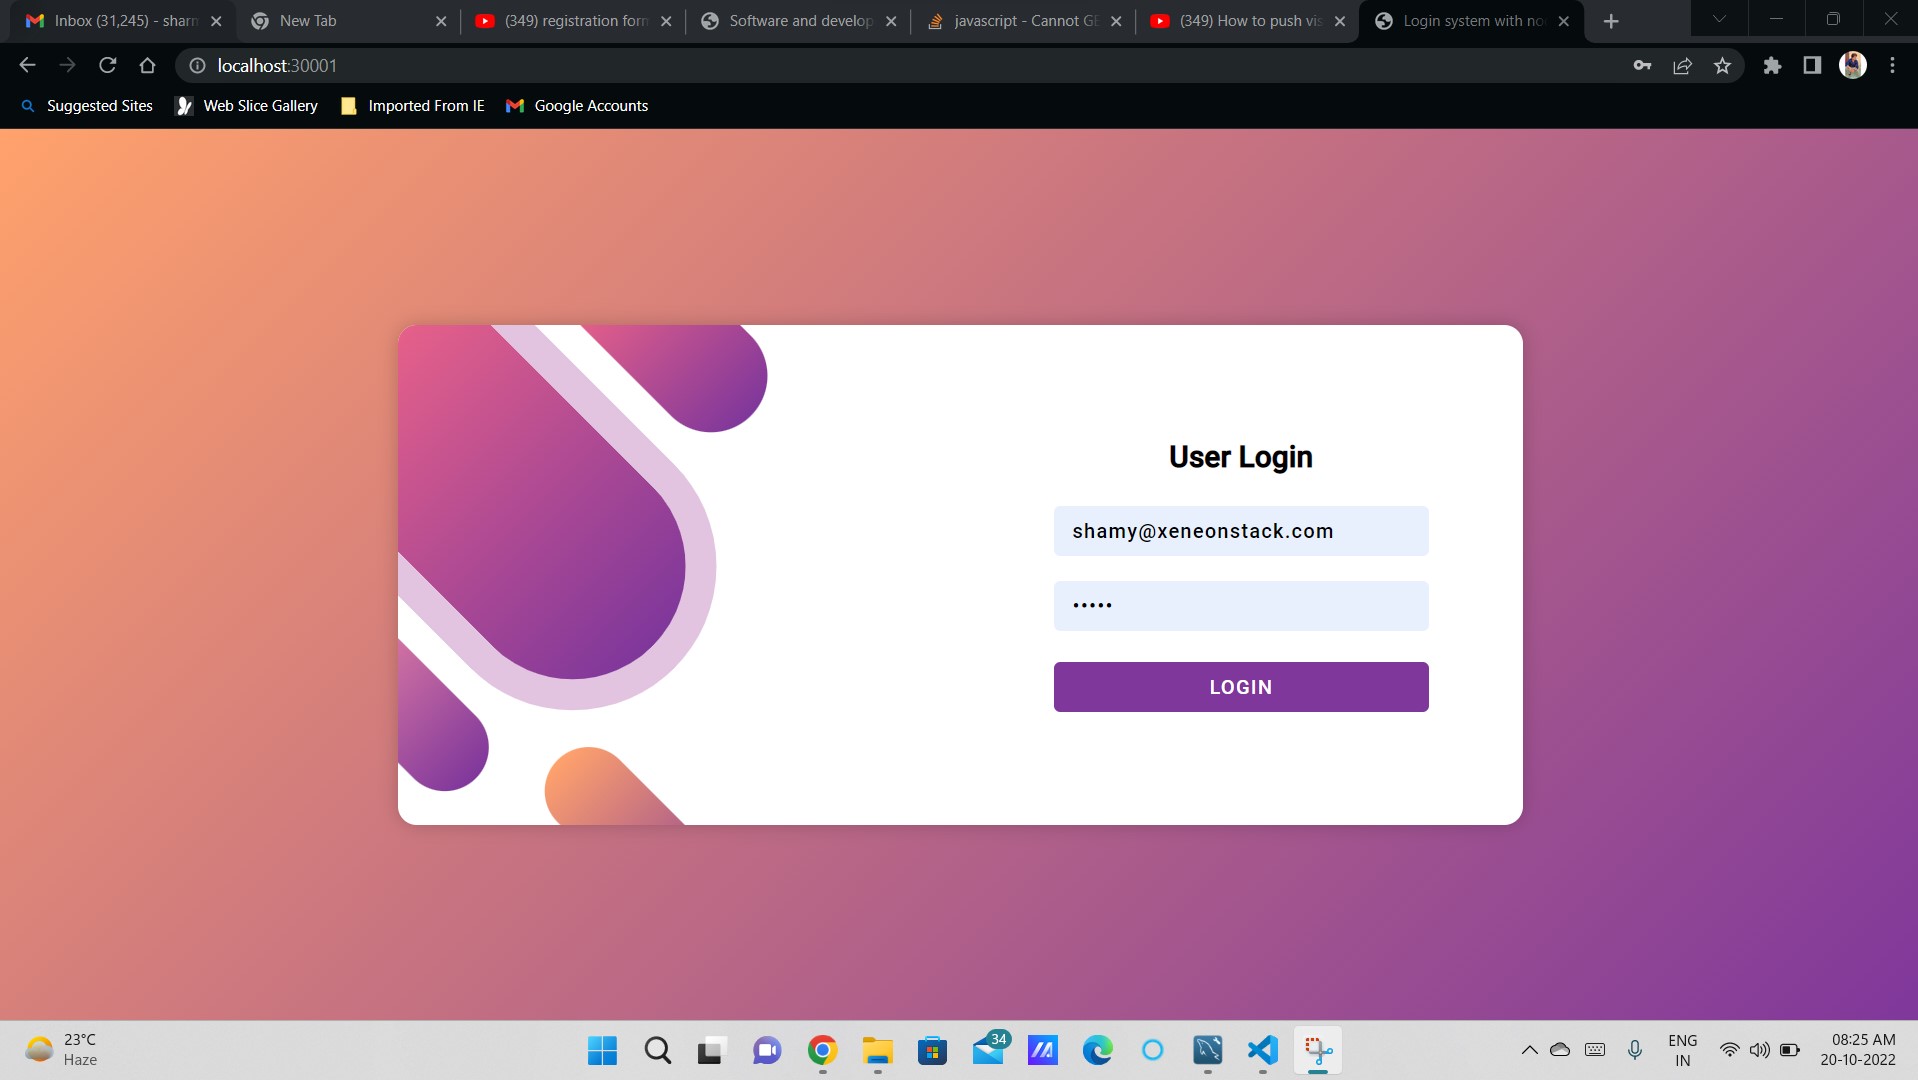 Inbox (31,245) - sharm
New Tab
(349) registration form
Software and develop
javascript - Cannot GE
(349) How to push vis
Login system with no
localhost:30001
Suggested Sites
Web Slice Gallery
Imported From IE
Google Accounts
User Login
shamy@xeneonstack.com
•••••
LOGIN
23°C
Haze
34
ENG
IN
08:25 AM
20-10-2022